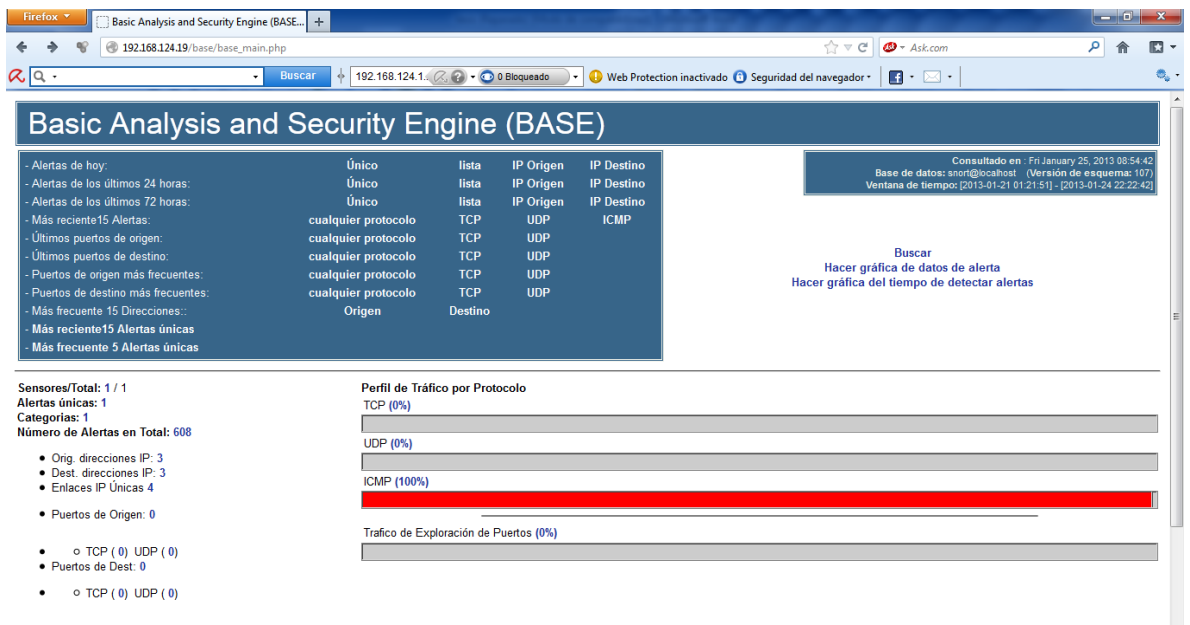 Firefox
Basic Analysis and Security Engine (BASE...
192.168.124.19/base/base_main.php
Ask.com
Buscar
192.168.124.1..
0 Bloqueado
Web Protection inactivado
Seguridad del navegador
Basic Analysis and Security Engine (BASE)
- Alertas de hoy: Único lista IP Origen IP Destino
- Alertas de los últimos 24 horas: Único lista IP Origen IP Destino
- Alertas de los últimos 72 horas: Único lista IP Origen IP Destino
- Más reciente15 Alertas: cualquier protocolo TCP UDP ICMP
- Últimos puertos de origen: cualquier protocolo TCP UDP
- Últimos puertos de destino: cualquier protocolo TCP UDP
- Puertos de origen más frecuentes: cualquier protocolo TCP UDP
- Puertos de destino más frecuentes: cualquier protocolo TCP UDP
- Más frecuente 15 Direcciones:: Origen Destino
- Más reciente15 Alertas únicas
- Más frecuente 5 Alertas únicas
Consultado en : Fri January 25, 2013 08:54:42
Base de datos: snort@localhost (Versión de esquema: 107)
Ventana de tiempo: [2013-01-21 01:21:51] - [2013-01-24 22:22:42]
Buscar
Hacer gráfica de datos de alerta
Hacer gráfica del tiempo de detectar alertas
Sensores/Total: 1 / 1
Alertas únicas: 1
Categorias: 1
Número de Alertas en Total: 608
Orig. direcciones IP: 3
Dest. direcciones IP: 3
Enlaces IP Únicas 4
Puertos de Origen: 0
TCP ( 0) UDP ( 0)
Puertos de Dest: 0
TCP ( 0) UDP ( 0)
Perfil de Tráfico por Protocolo
TCP (0%)
UDP (0%)
ICMP (100%)
Trafico de Exploración de Puertos (0%)